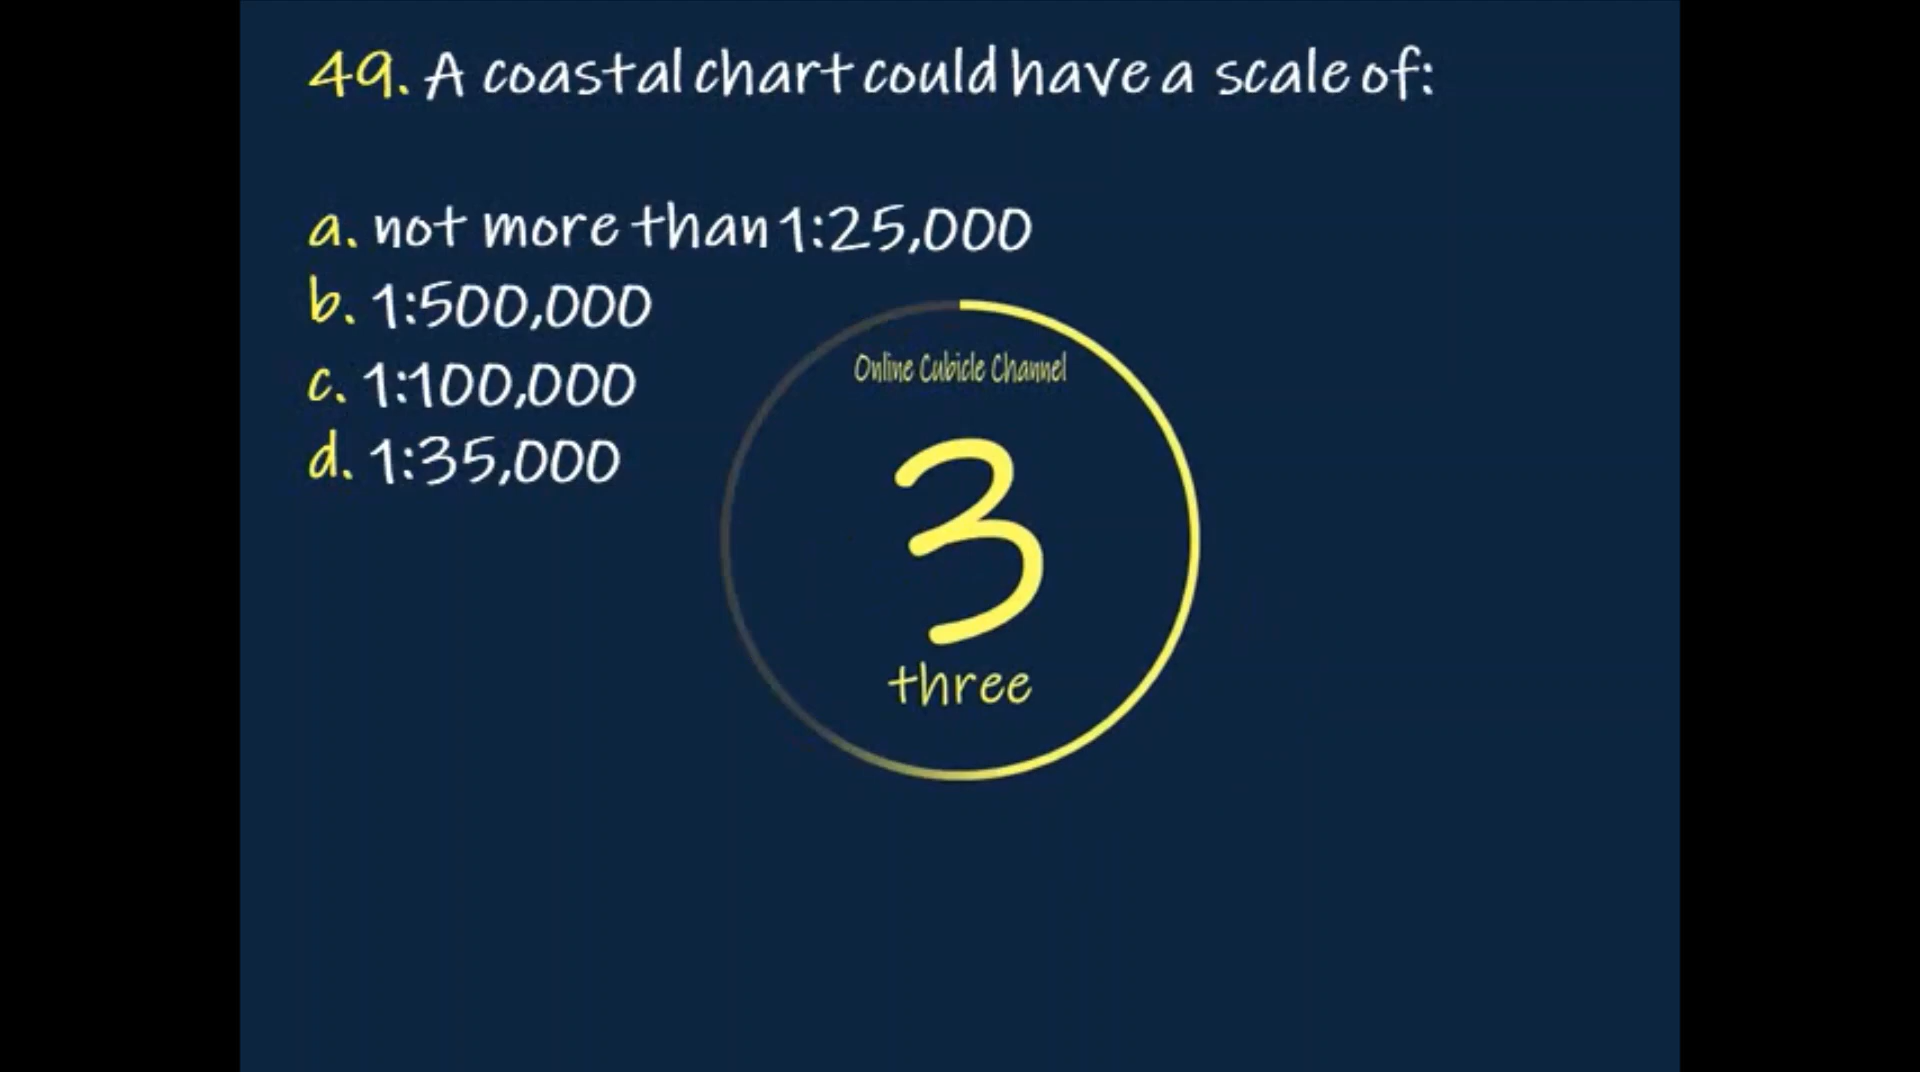 49. A coastal chart could have a scale of:
a. not more than 1:25,000
b. 1:500,000
c. 1:100,000
d. 1:35,000
Online Cubicle Channel
3
three